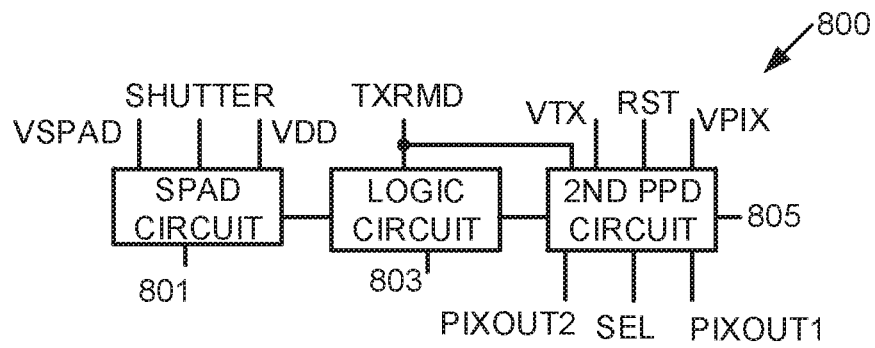 800
SHUTTER
TXRMD
RST
VSPAD
VDD
VTX
VPIX
SPAD
CIRCUIT
LOGIC
CIRCUIT
2ND PPD
CIRCUIT
805
801
803
PIXOUT2
SEL
PIXOUT1